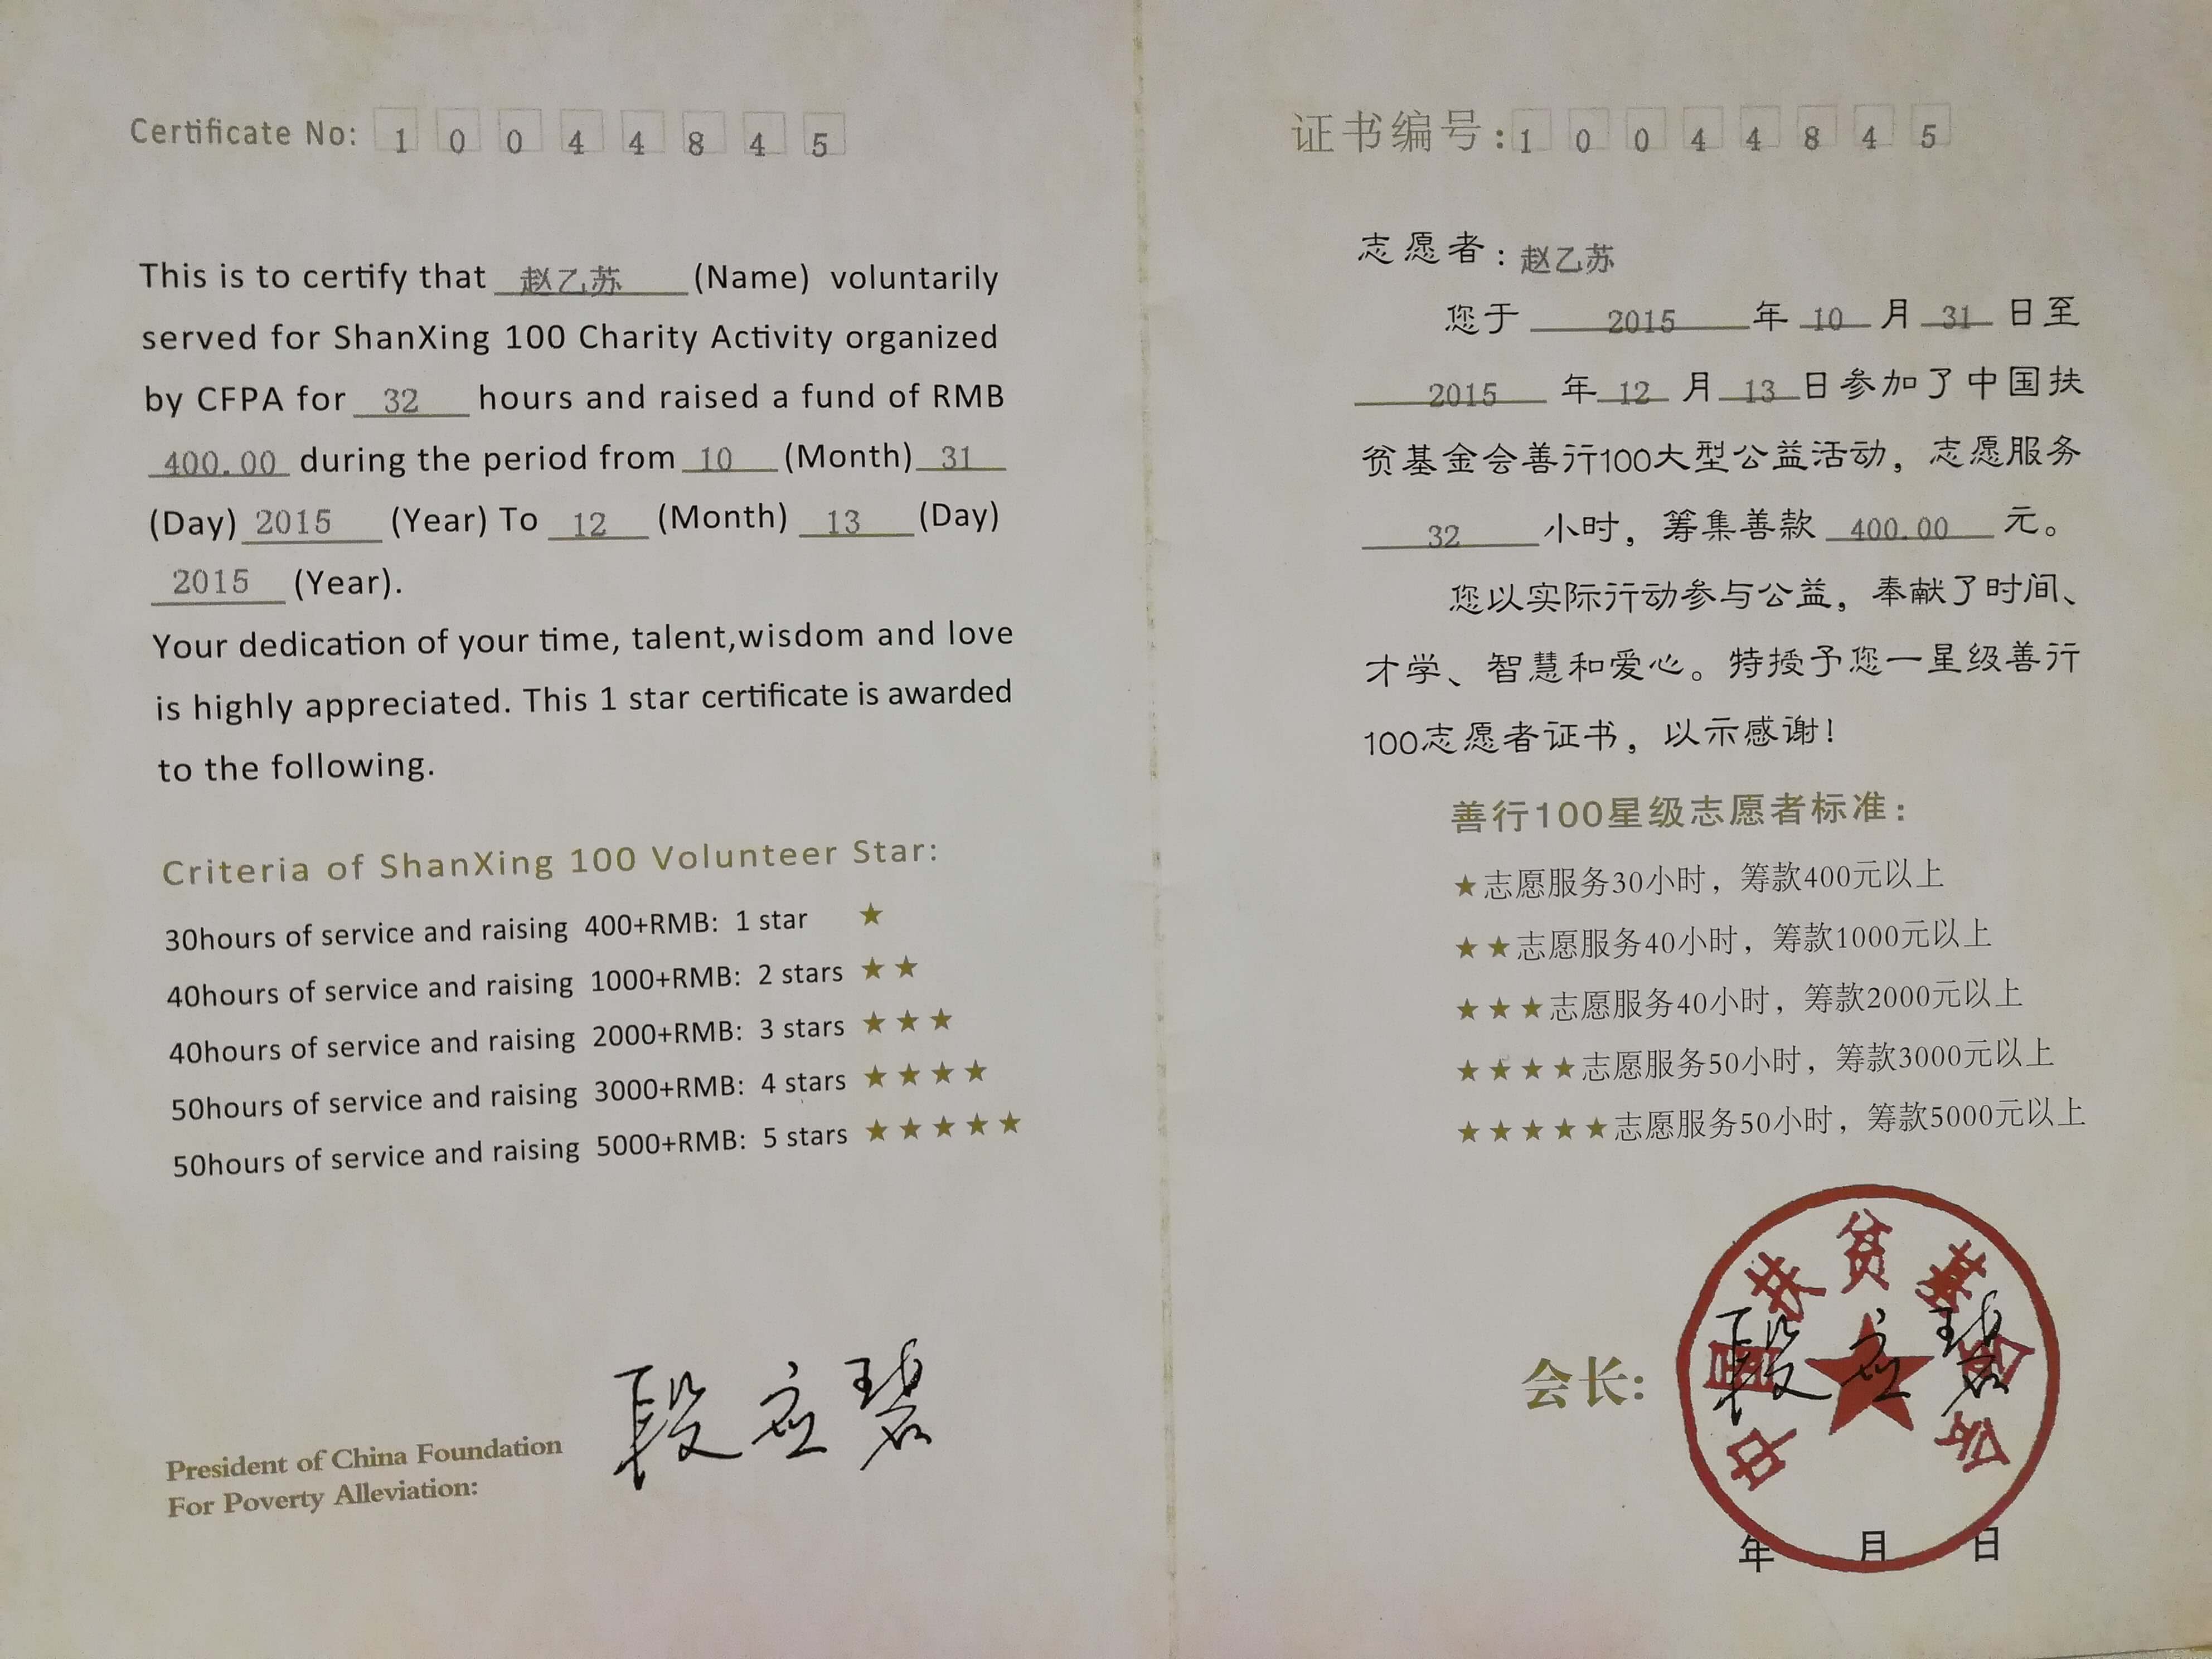 Certificate No: 1 0 0 4 4 8 4 5
This is to certify that 赵乙苏 (Name) voluntarily
served for ShanXing 100 Charity Activity organized
by CFPA for 32 hours and raised a fund of RMB
400.00 during the period from 10 (Month) 31
(Day) 2015 (Year) To 12 (Month) 13 (Day)
2015 (Year).
Your dedication of your time, talent,wisdom and love
is highly appreciated. This 1 star certificate is awarded
to the following.
Criteria of ShanXing 100 Volunteer Star:
30hours of service and raising 400+RMB: 1 star ★
40hours of service and raising 1000+RMB: 2 stars ★★
40hours of service and raising 2000+RMB: 3 stars ★★★
50hours of service and raising 3000+RMB: 4 stars ★★★★
50hours of service and raising 5000+RMB: 5 stars ★★★★★
President of China Foundation
For Poverty Alleviation:
段应碧
证书编号:1 0 0 4 4 8 4 5
志愿者:赵乙苏
您于 2015 年 10 月 31 日至
2015 年 12 月 13 日参加了中国扶
贫基金会善行100大型公益活动，志愿服务
32 小时，筹集善款 400.00 元。
您以实际行动参与公益，奉献了时间、
才学、智慧和爱心。特授予您一星级善行
100志愿者证书，以示感谢！
善行100星级志愿者标准：
★志愿服务30小时，筹款400元以上
★★志愿服务40小时，筹款1000元以上
★★★志愿服务40小时，筹款2000元以上
★★★★志愿服务50小时，筹款3000元以上
★★★★★志愿服务50小时，筹款5000元以上
中国扶贫基金会
会长: 段应碧
年 月 日